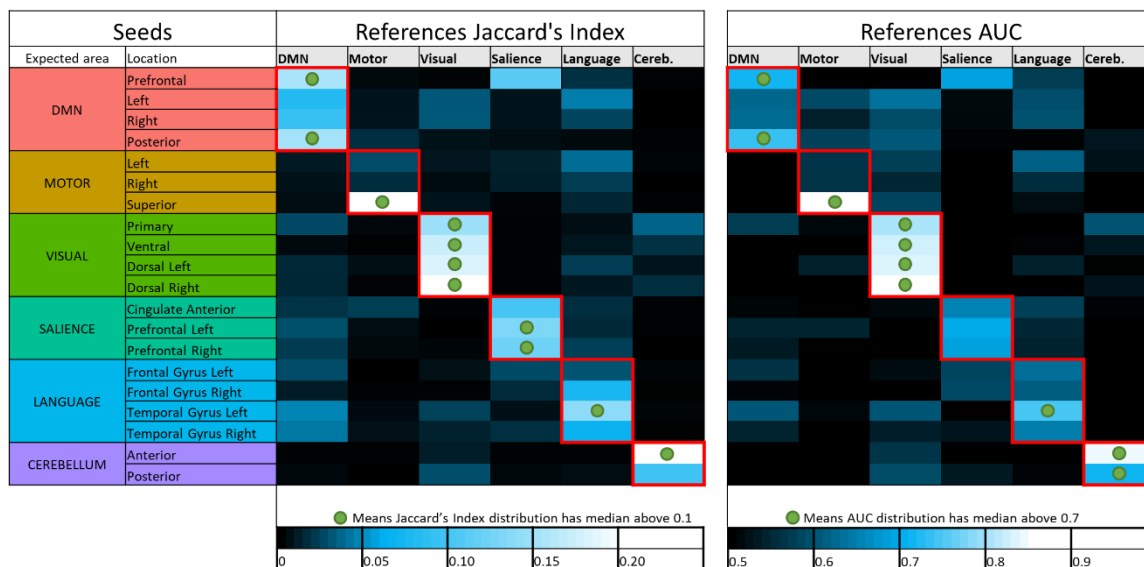 Seeds References Jaccard's Index References AUC
Expected area Location DMN Motor Visual Salience Language Cereb. DMN Motor Visual Salience Language Cereb.
DMN
Prefrontal
Left
Right
Posterior
MOTOR
Left
Right
Superior
VISUAL
Primary
Ventral
Dorsal Left
Dorsal Right
SALIENCE
Cingulate Anterior
Prefrontal Left
Prefrontal Right
LANGUAGE
Frontal Gyrus Left
Frontal Gyrus Right
Temporal Gyrus Left
Temporal Gyrus Right
CEREBELLUM
Anterior
Posterior
Means Jaccard's Index distribution has median above 0.1
0 0.05 0.10 0.15 0.20
Means AUC distribution has median above 0.7
0.5 0.6 0.7 0.8 0.9